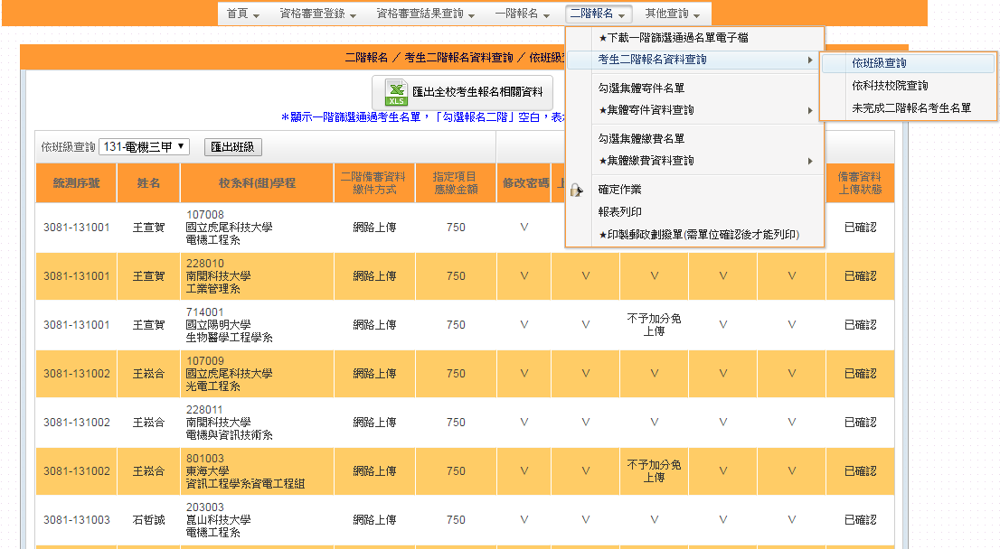 首頁 資格審查登錄 資格審查結果查詢 一階報名 二階報名 其他查詢
★下載一階篩選通過名單電子檔
考生二階報名資料查詢
依班級查詢
依科技校院查詢
未完成二階報名考生名單
勾選集體寄件名單
★集體寄件資料查詢
勾選集體繳費名單
★集體繳費資料查詢
確定作業
報表列印
★印製郵政劃撥單(需單位確認後才能列印)
二階報名 / 考生二階報名資料查詢 / 依班級
匯出全校考生報名相關資料
＊顯示一階篩選通過考生名單，「勾選報名二階」空白，表
依班級查詢 131-電機三甲 匯出班級
統測序號 姓名 校系科(組)學程 二階備審資料 繳件方式 指定項目 應繳金額 修改密碼 備審資料 上傳狀態
3081-131001 王宣賀 107008 國立虎尾科技大學 電機工程系 網路上傳 750 V 已確認
3081-131001 王宣賀 228010 南開科技大學 工業管理系 網路上傳 750 V V V V V 已確認
3081-131001 王宣賀 714001 國立陽明大學 生物醫學工程學系 網路上傳 750 V V 不予加分免 上傳 V V 已確認
3081-131002 王崧合 107009 國立虎尾科技大學 光電工程系 網路上傳 750 V V V V V 已確認
3081-131002 王崧合 228011 南開科技大學 電機與資訊技術系 網路上傳 750 V V V V V 已確認
3081-131002 王崧合 801003 東海大學 資訊工程學系資電工程組 網路上傳 750 V V 不予加分免 上傳 V V 已確認
3081-131003 石哲誠 203003 崑山科技大學 電機工程系 網路上傳 750 V V V V V 已確認